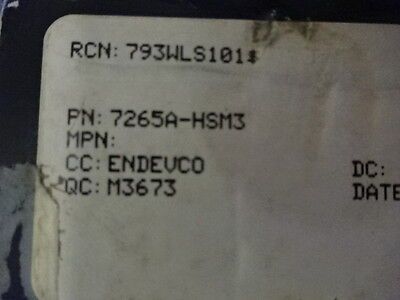 RCN: 793WLS101$
PN: 7265A-HSM3
MPN:
CC: ENDEVCO DC:
QC: M3673 DATE